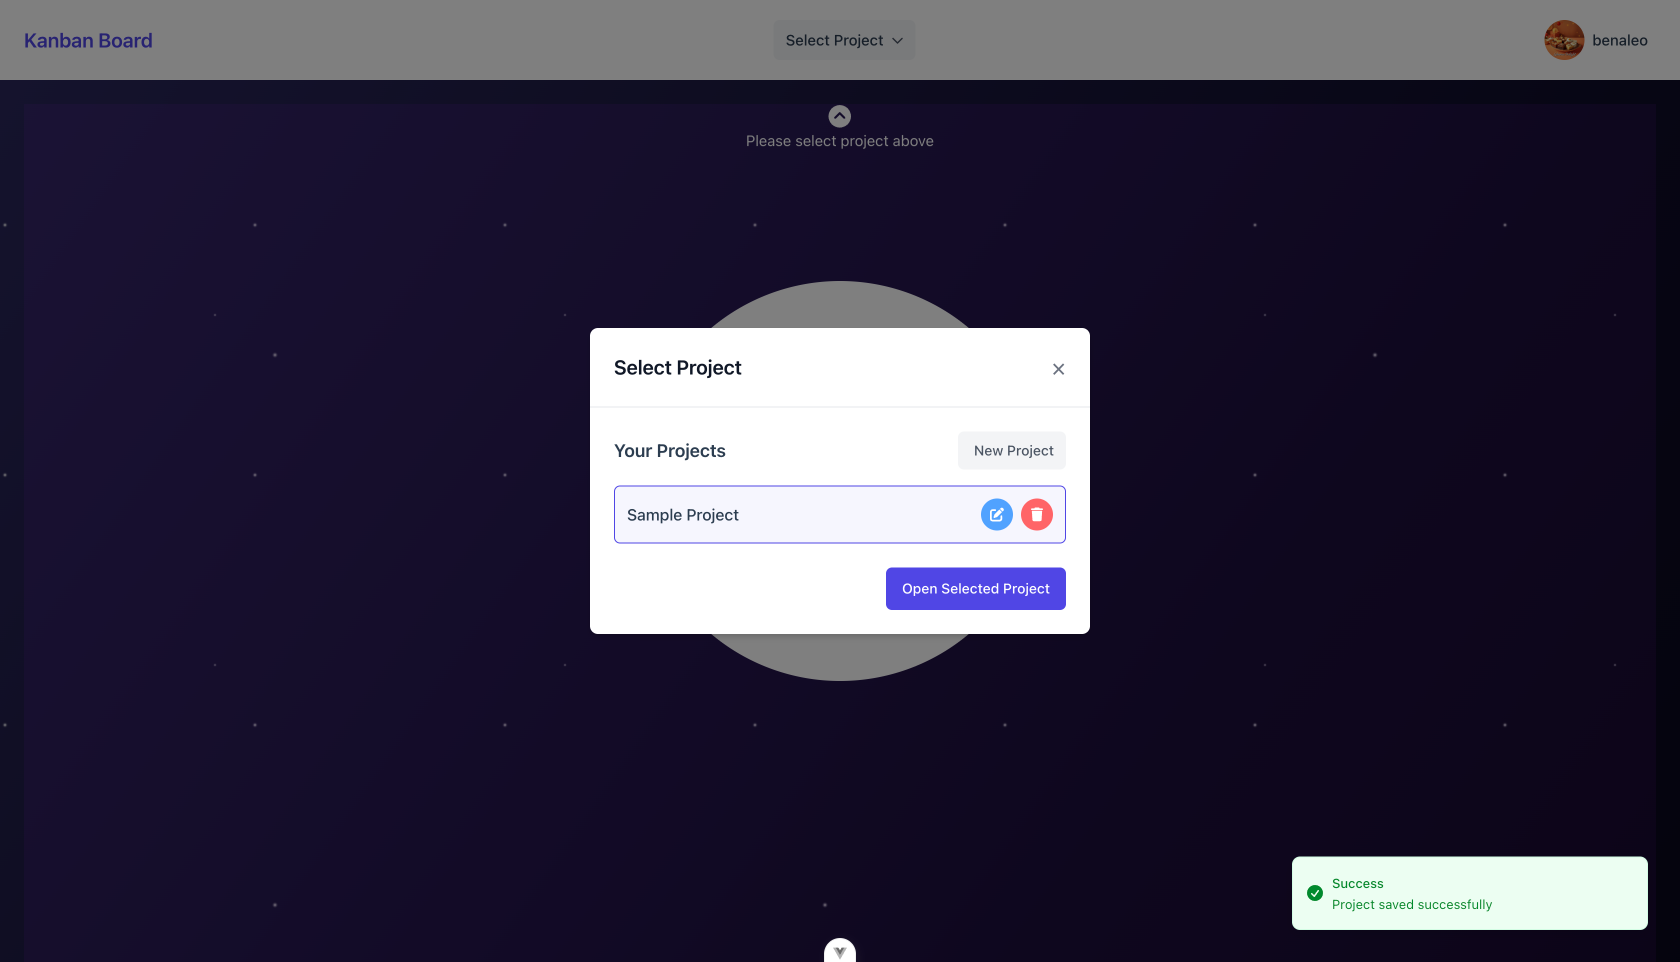 Kanban Board
Select Project
benaleo
Please select project above
Select Project
Your Projects
New Project
Sample Project
Open Selected Project
Success
Project saved successfully